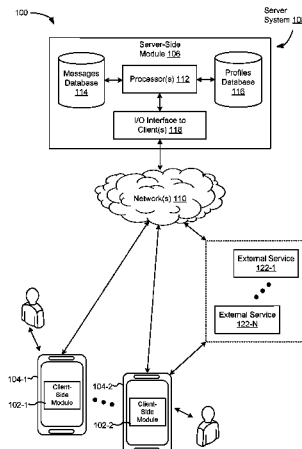 100
Server
System 10
Server-Side
Module 106
Messages
Database
114
Processor(s) 112
Profiles
Database
116
I/O Interface to
Client(s) 118
Network(s) 110
External Service
122-1
External Service
122-N
104-1
Client-
Side
Module
102-1
104-2
Client-
Side
Module
102-2